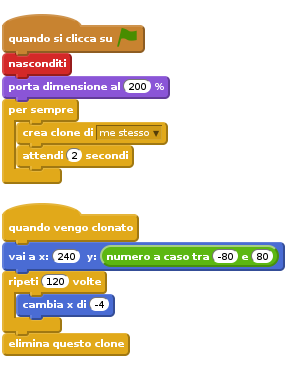 quando si clicca su
nasconditi
porta dimensione al 200 %
per sempre
crea clone di me stesso
attendi 2 secondi
quando vengo clonato
vai a x: 240 y: numero a caso tra -80 e 80
ripeti 120 volte
cambia x di -4
elimina questo clone